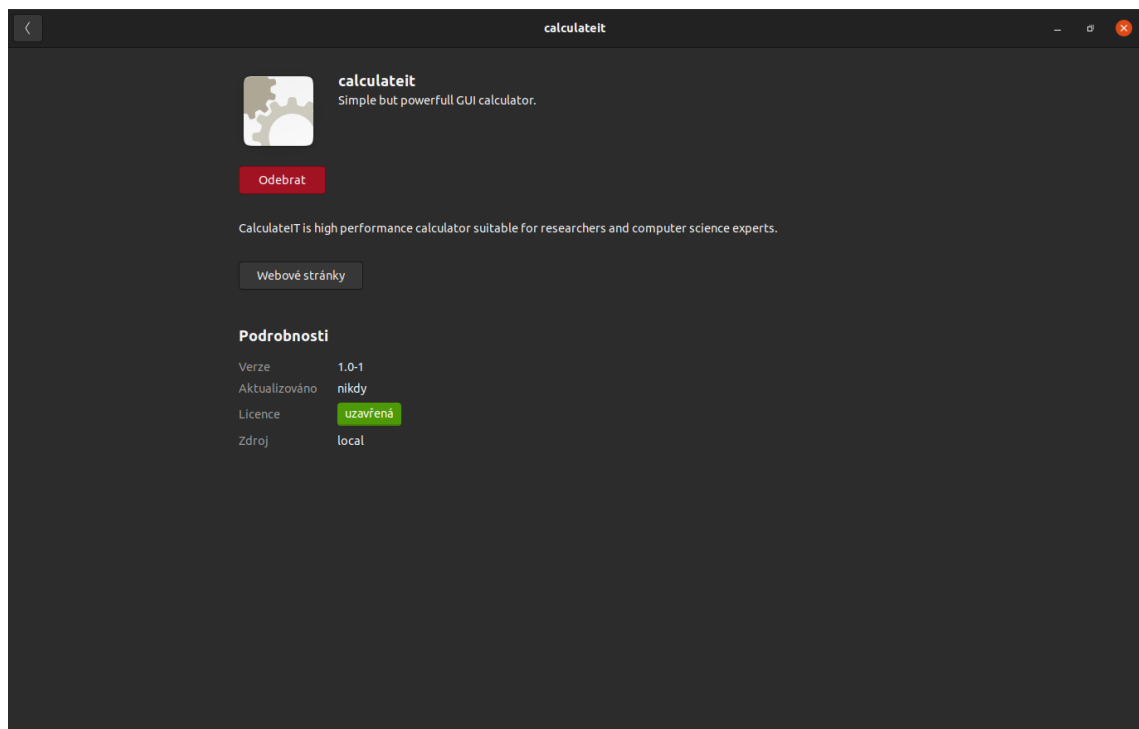 calculateit
calculateit
Simple but powerfull GUI calculator.
Odebrat
CalculateIT is high performance calculator suitable for researchers and computer science experts.
Webové stránky
Podrobnosti
Verze 1.0-1
Aktualizováno nikdy
Licence uzavřená
Zdroj local